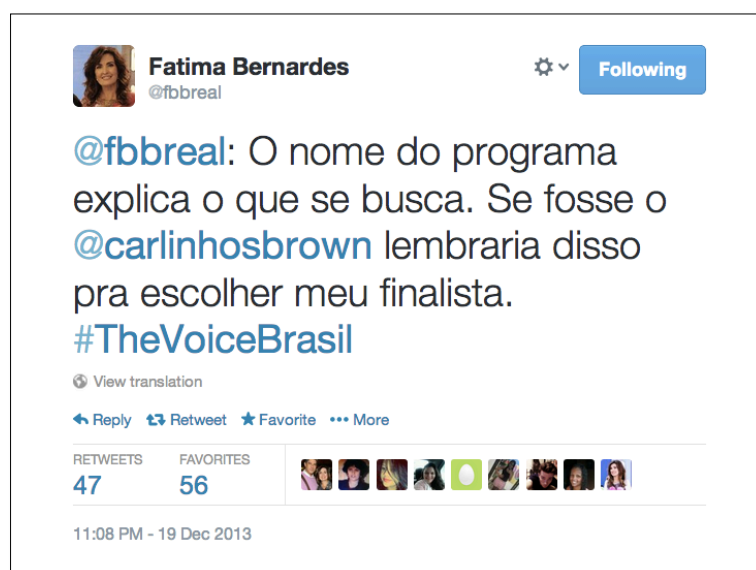 Fatima Bernardes
@fbbreal
Following
@fbbreal: O nome do programa
explica o que se busca. Se fosse o
@carlinhosbrown lembraria disso
pra escolher meu finalista.
#TheVoiceBrasil
View translation
Reply Retweet Favorite More
RETWEETS FAVORITES
47 56
11:08 PM - 19 Dec 2013